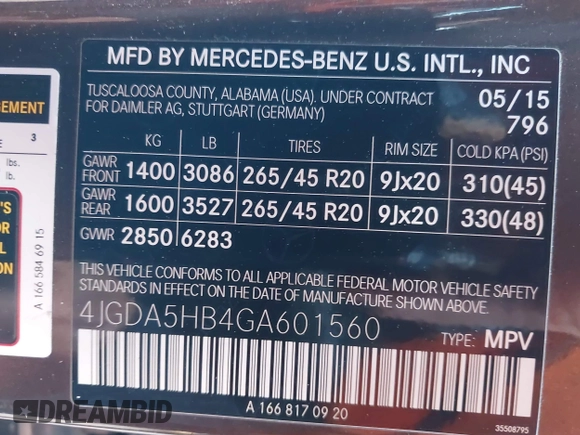 MFD BY MERCEDES-BENZ U.S. INTL., INC
TUSCALOOSA COUNTY, ALABAMA (USA). UNDER CONTRACT
FOR DAIMLER AG, STUTTGART (GERMANY)
05/15
796
KG LB TIRES RIM SIZE COLD KPA (PSI)
GAWR FRONT 1400 3086 265/45 R20 9Jx20 310(45)
GAWR REAR 1600 3527 265/45 R20 9Jx20 330(48)
GVWR 2850 6283
THIS VEHICLE CONFORMS TO ALL APPLICABLE FEDERAL MOTOR VEHICLE SAFETY
STANDARDS IN EFFECT ON THE DATE OF MANUFACTURE SHOWN ABOVE.
4JGDA5HB4GA601560 TYPE: MPV
A 166 817 09 20
35508795
3
lbs.
lb.
A 166 584 69 15
DREAMBID